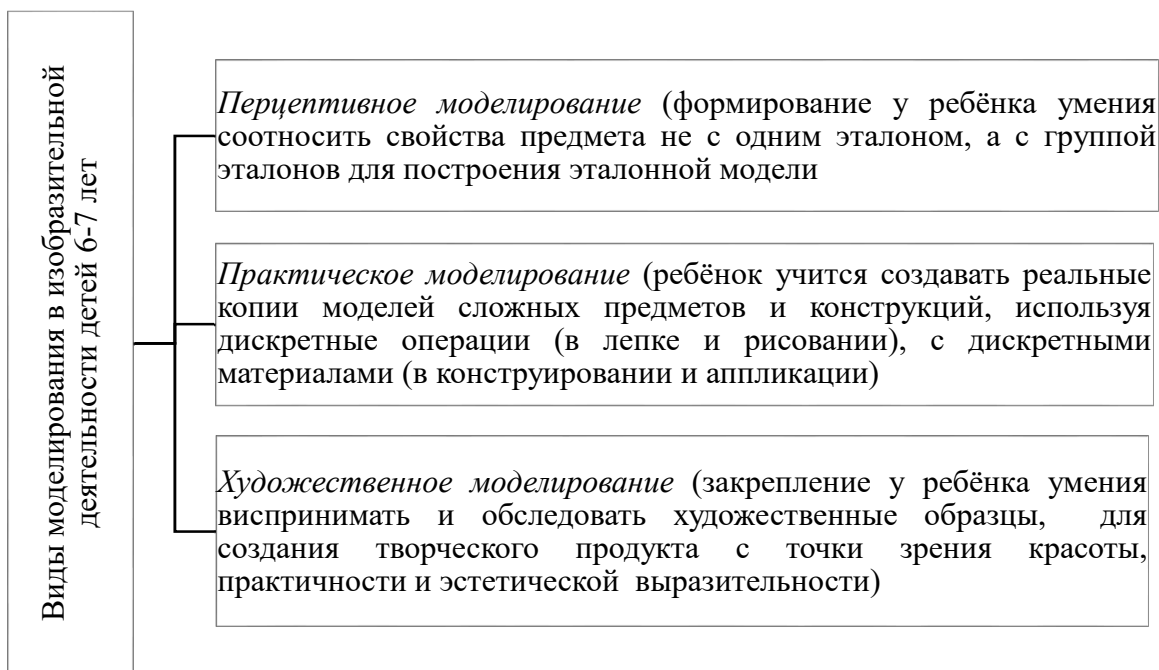 Виды моделирования в изобразительной
деятельности детей 6-7 лет
Перцептивное моделирование (формирование у ребёнка умения
соотносить свойства предмета не с одним эталоном, а с группой
эталонов для построения эталонной модели
Практическое моделирование (ребёнок учится создавать реальные
копии моделей сложных предметов и конструкций, используя
дискретные операции (в лепке и рисовании), с дискретными
материалами (в конструировании и аппликации)
Художественное моделирование (закрепление у ребёнка умения
виспринимать и обследовать художественные образцы, для
создания творческого продукта с точки зрения красоты,
практичности и эстетической выразительности)